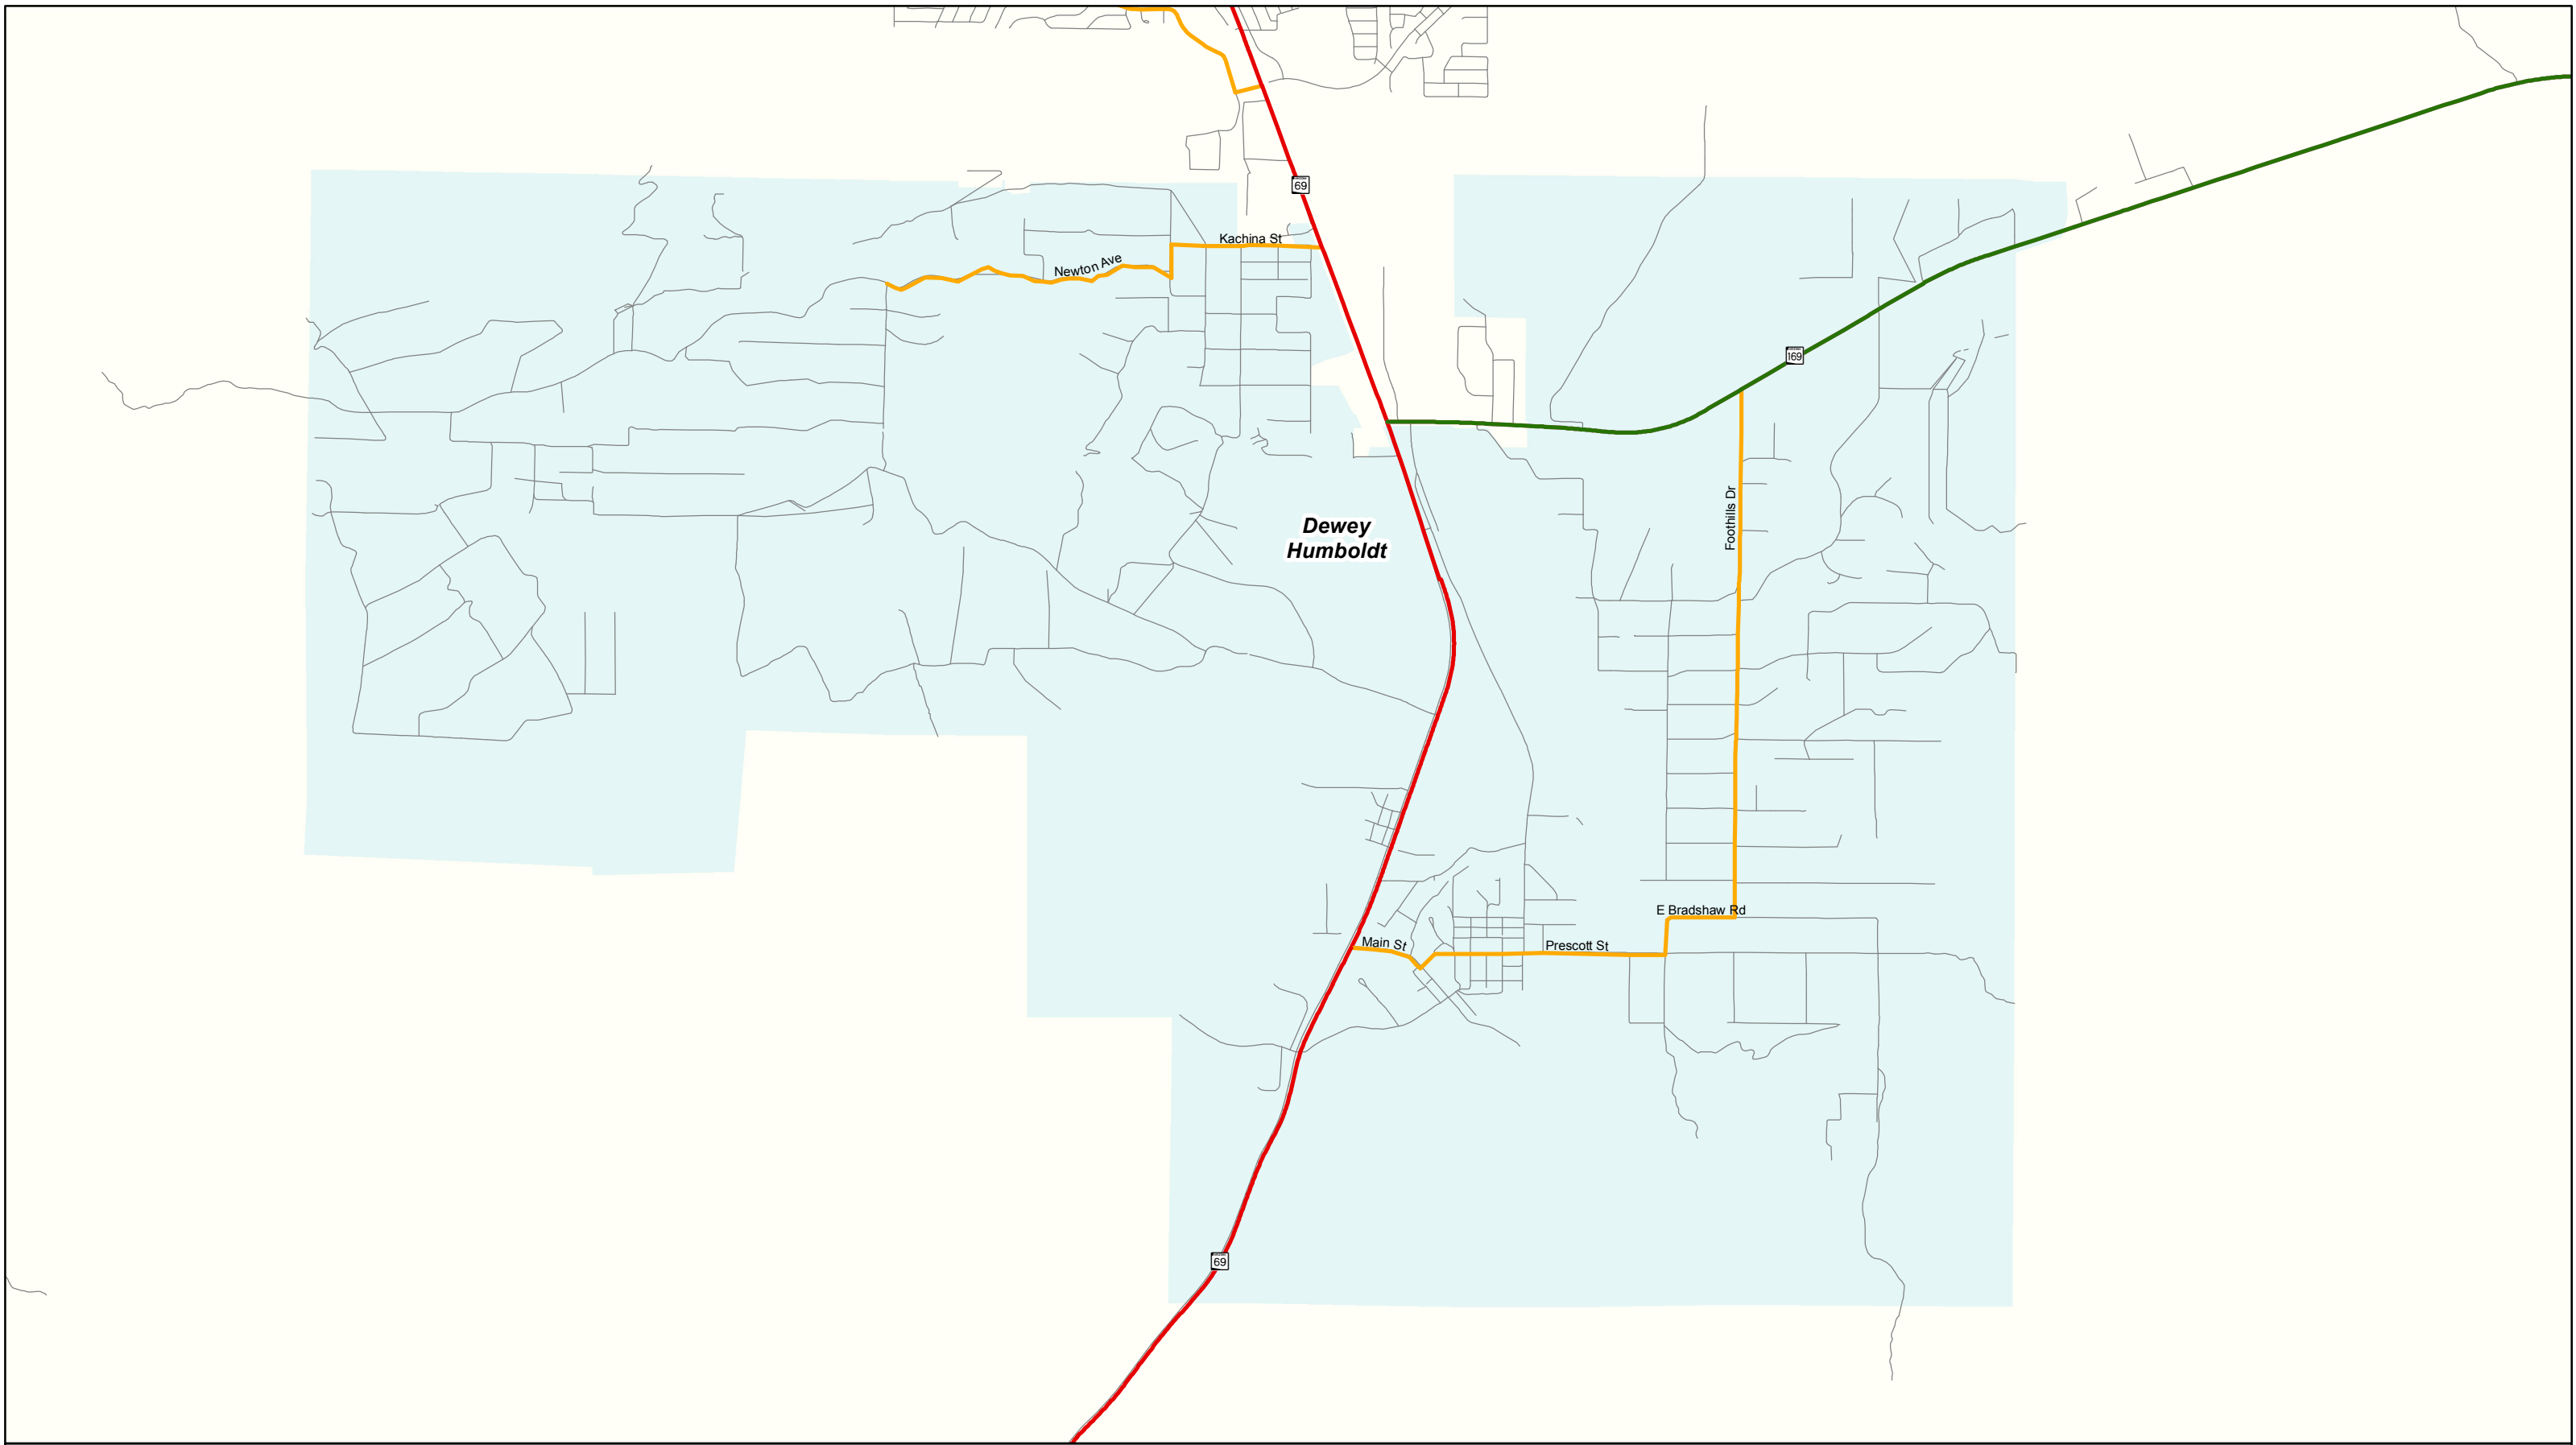 69
Kachina St
Newton Ave
169
Foothills Dr
Dewey
Humboldt
E Bradshaw Rd
Main St
Prescott St
69